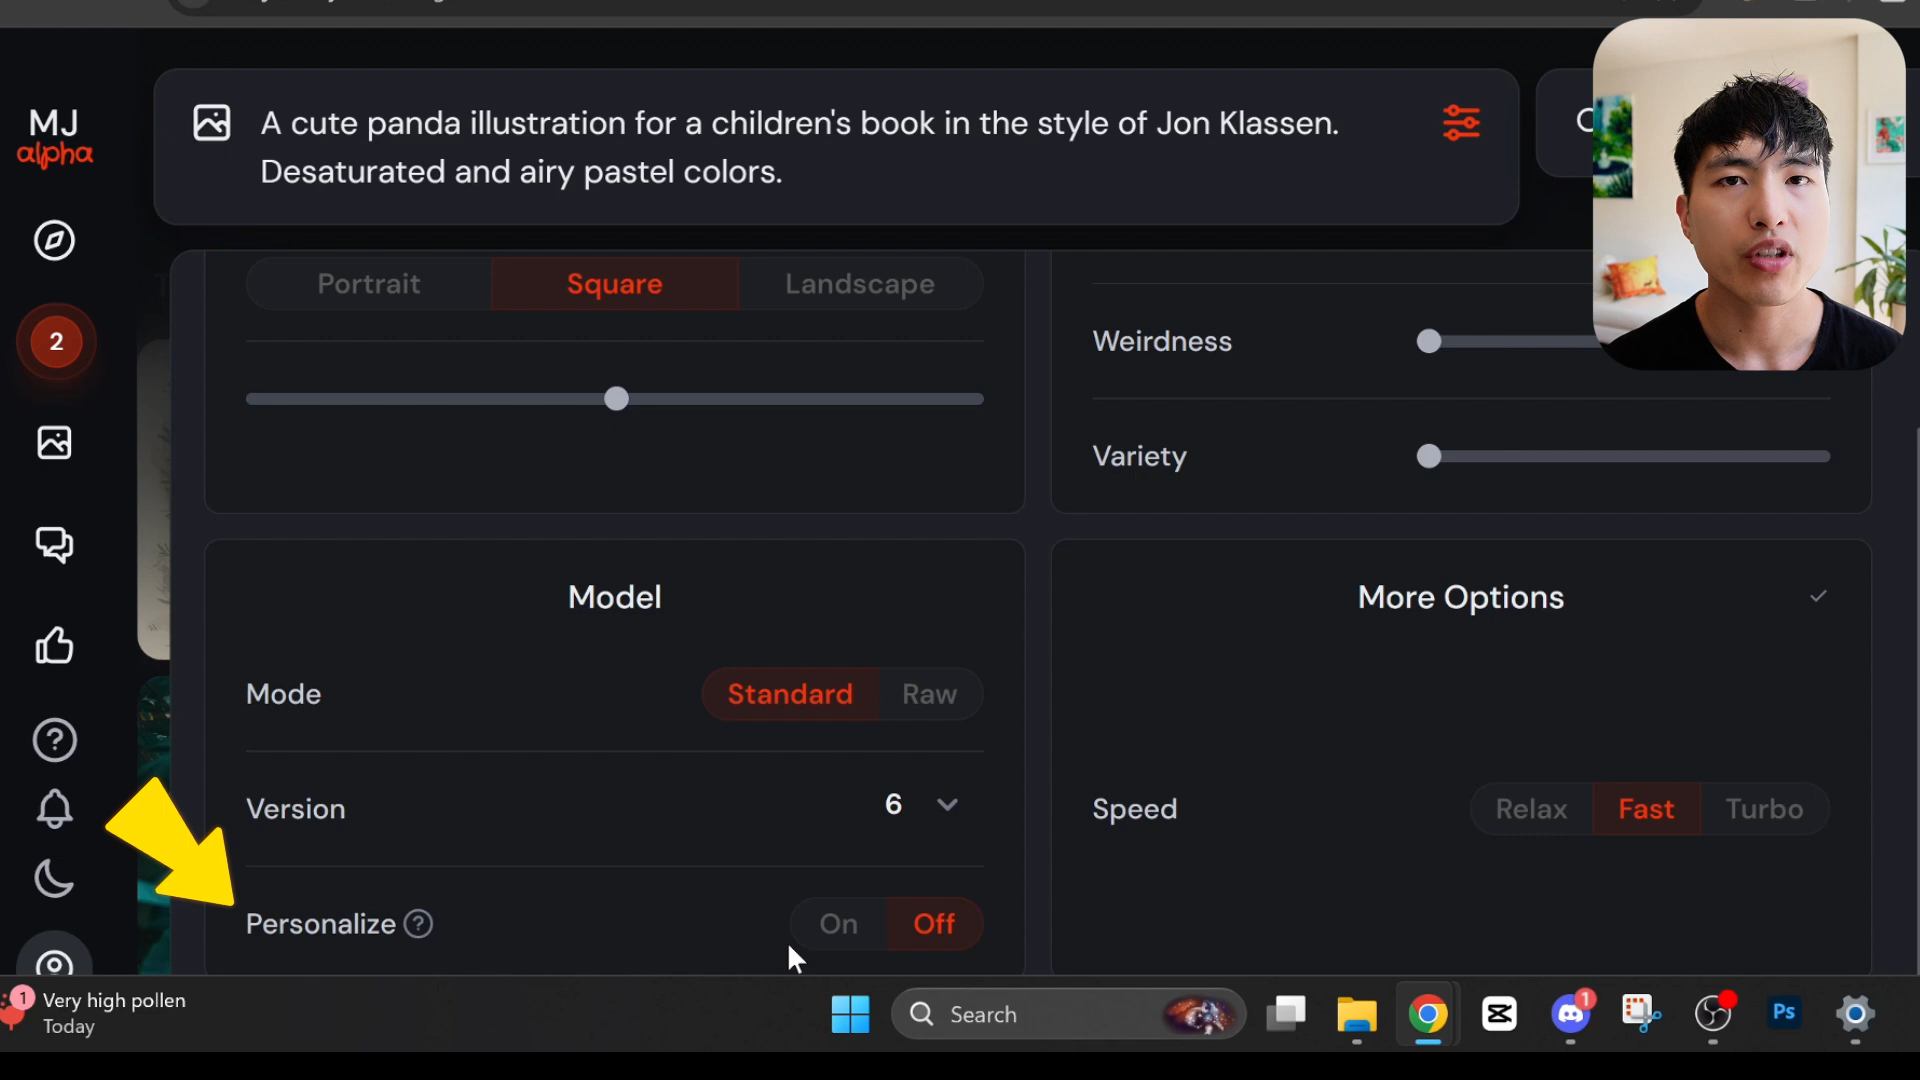 MJ
alpha
A cute panda illustration for a children's book in the style of Jon Klassen.
Desaturated and airy pastel colors.
2
Portrait
Square
Landscape
Weirdness
Variety
Model
Mode
Standard
Raw
Version
6
Personalize ?
On
Off
More Options
Speed
Relax
Fast
Turbo
?
1
Very high pollen
Today
Search
1
Ps